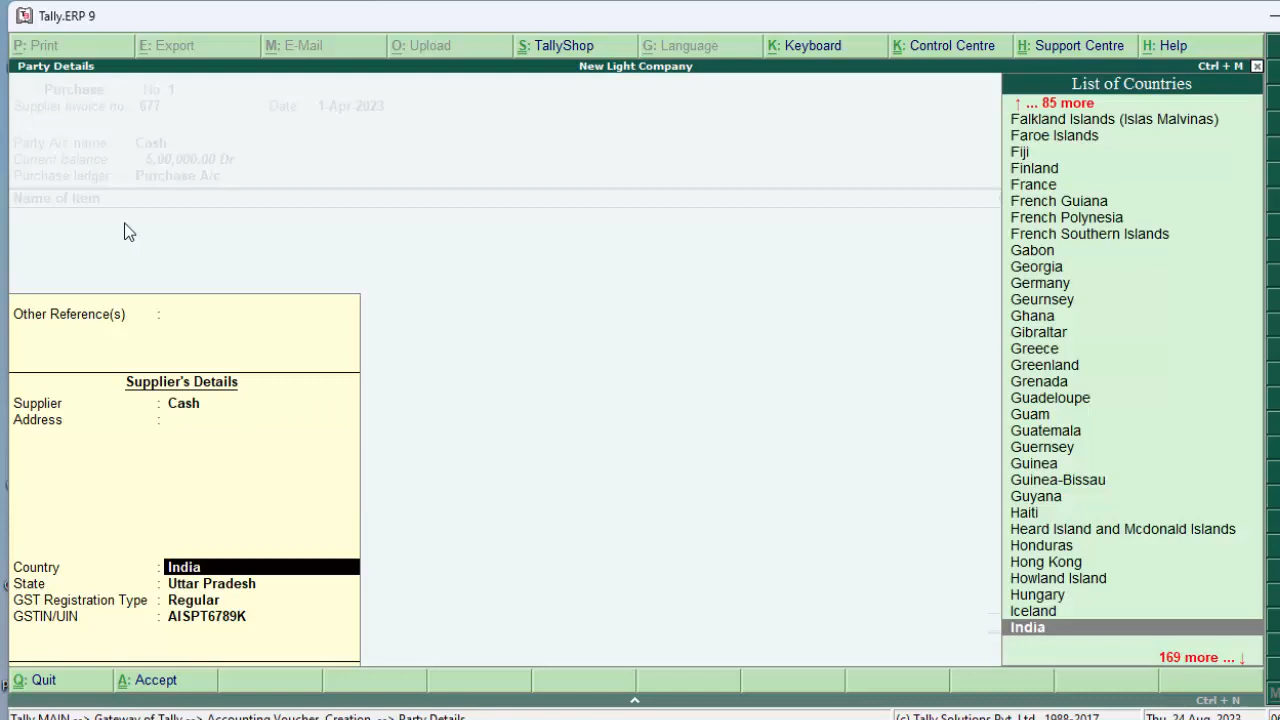 Tally.ERP 9
P: Print E: Export M: E-Mail O: Upload S: TallyShop G: Language K: Keyboard K: Control Centre H: Support Centre H: Help
Party Details New Light Company Ctrl + M
Purchase No. 1
Supplier invoice no. 677 Date 1-Apr-2023
Party A/c name Cash
Current balance 5,00,000.00 Dr
Purchase ledger Purchase A/c
Name of Item
Other Reference(s) :
Supplier's Details
Supplier : Cash
Address :
Country : India
State : Uttar Pradesh
GST Registration Type : Regular
GSTIN/UIN : AISPT6789K
List of Countries
↑ ... 85 more
Falkland Islands (Islas Malvinas)
Faroe Islands
Fiji
Finland
France
French Guiana
French Polynesia
French Southern Islands
Gabon
Georgia
Germany
Geurnsey
Ghana
Gibraltar
Greece
Greenland
Grenada
Guadeloupe
Guam
Guatemala
Guernsey
Guinea
Guinea-Bissau
Guyana
Haiti
Heard Island and Mcdonald Islands
Honduras
Hong Kong
Howland Island
Hungary
Iceland
India
169 more ... ↓
Q: Quit A: Accept
Ctrl + N
Tally MAIN --> Gateway of Tally --> Accounting Voucher Creation --> Party Details (c) Tally Solutions Pvt. Ltd., 1988-2017 Thu, 24 Aug, 2023